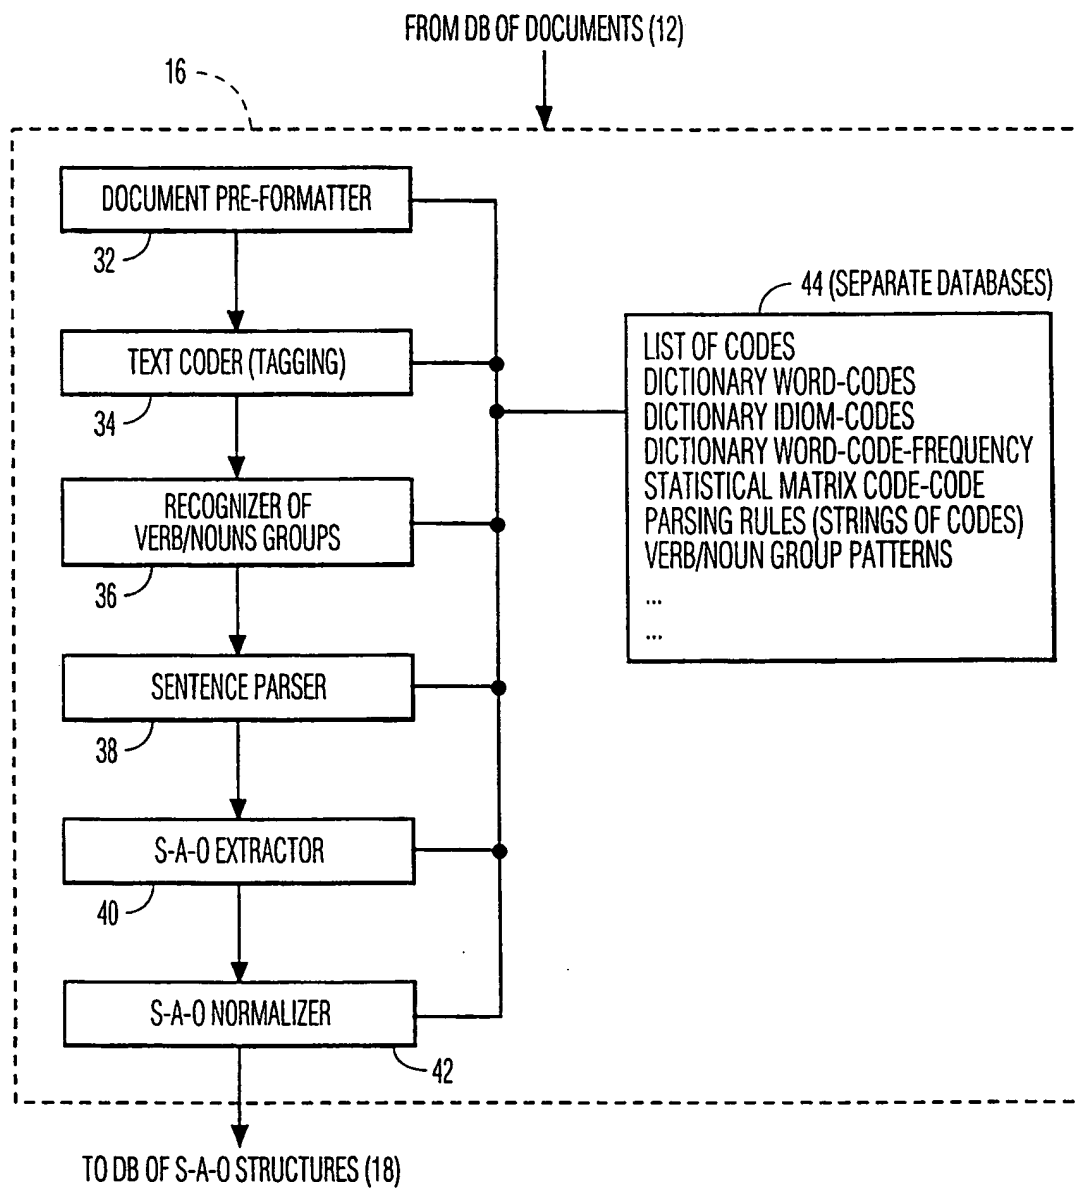 FROM DB OF DOCUMENTS (12)
16
DOCUMENT PRE-FORMATTER
32
44 (SEPARATE DATABASES)
LIST OF CODES
DICTIONARY WORD-CODES
DICTIONARY IDIOM-CODES
DICTIONARY WORD-CODE-FREQUENCY
STATISTICAL MATRIX CODE-CODE
PARSING RULES (STRINGS OF CODES)
VERB/NOUN GROUP PATTERNS
...
...
TEXT CODER (TAGGING)
34
RECOGNIZER OF
VERB/NOUNS GROUPS
36
SENTENCE PARSER
38
S-A-O EXTRACTOR
40
S-A-O NORMALIZER
42
TO DB OF S-A-O STRUCTURES (18)